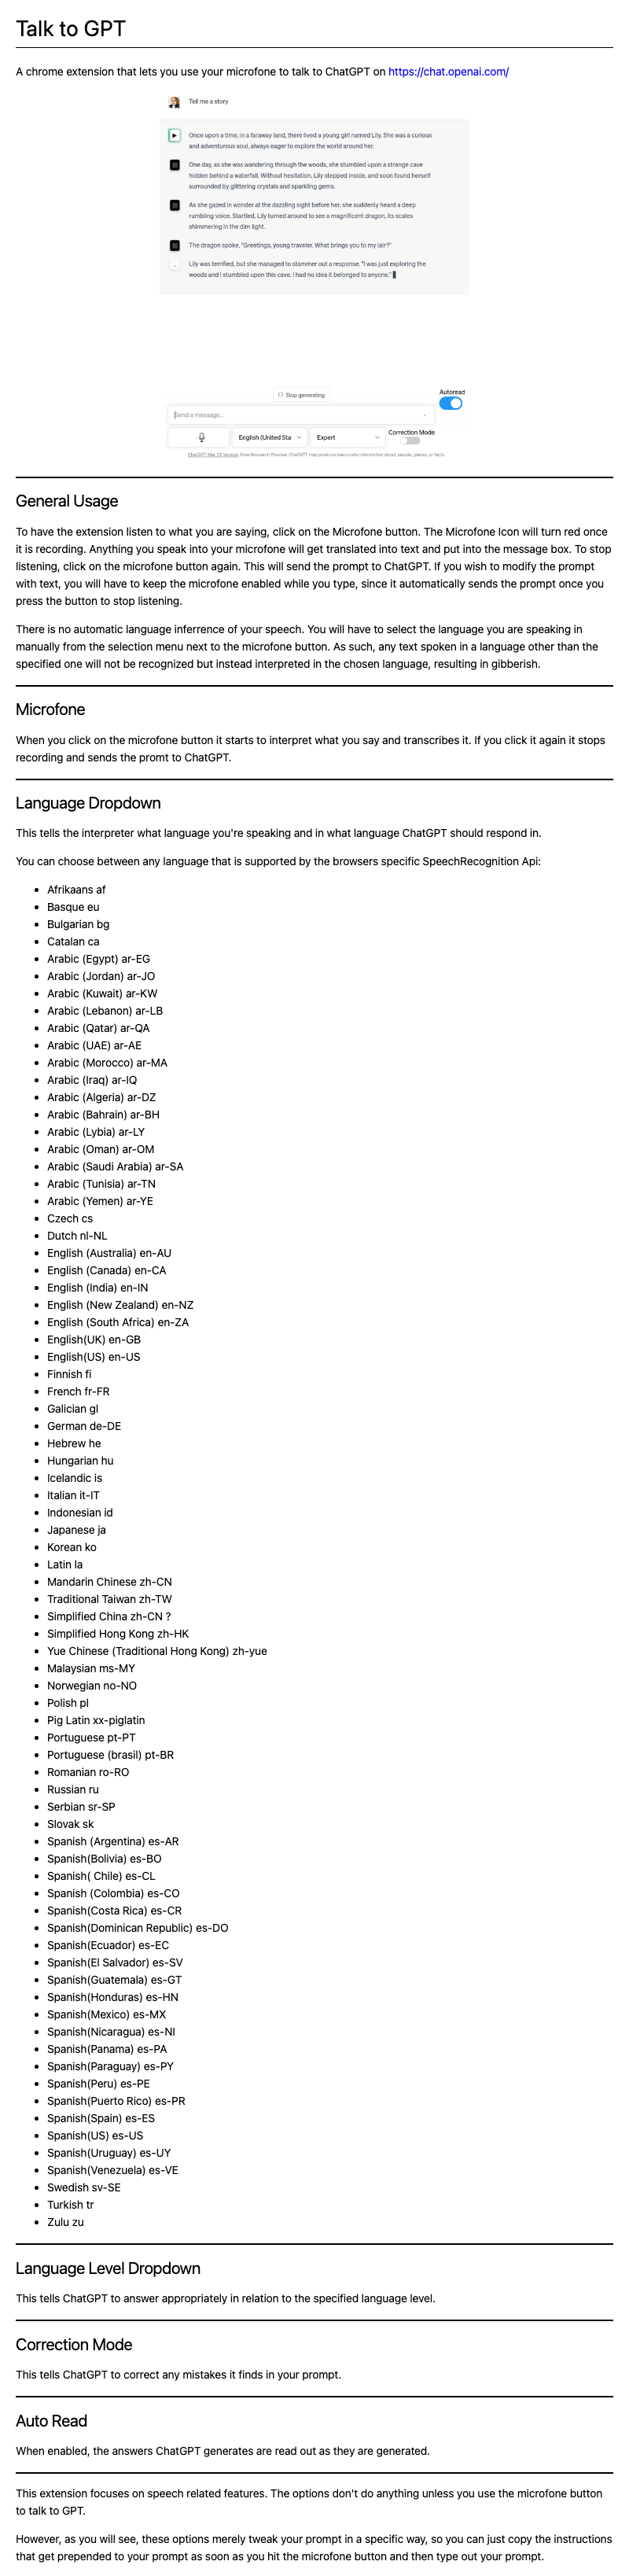 Talk to GPT
A chrome extension that lets you use your microfone to talk to ChatGPT on https://chat.openai.com/
Tell me a story
Once upon a time, in a faraway land, there lived a young girl named Lily. She was a curious
and adventurous soul, always eager to explore the world around her.
One day, as she was wandering through the woods, she stumbled upon a strange cave
hidden behind a waterfall. Without hesitation, Lily stepped inside, and soon found herself
surrounded by glittering crystals and sparkling gems.
As she gazed in wonder at the dazzling sight before her, she suddenly heard a deep
rumbling voice. Startled, Lily turned around to see a magnificent dragon, its scales
shimmering in the dim light.
The dragon spoke, "Greetings, young traveler. What brings you to my lair?"
Lily was terrified, but she managed to stammer out a response. "I was just exploring the
woods and I stumbled upon this cave. I had no idea it belonged to anyone."
Stop generating
Autoread
Send a message...
English (United Sta
Expert
Correction Mode
ChatGPT Mar 23 Version. Free Research Preview. ChatGPT may produce inaccurate information about people, places, or facts.
General Usage
To have the extension listen to what you are saying, click on the Microfone button. The Microfone Icon will turn red once
it is recording. Anything you speak into your microfone will get translated into text and put into the message box. To stop
listening, click on the microfone button again. This will send the prompt to ChatGPT. If you wish to modify the prompt
with text, you will have to keep the microfone enabled while you type, since it automatically sends the prompt once you
press the button to stop listening.
There is no automatic language inferrence of your speech. You will have to select the language you are speaking in
manually from the selection menu next to the microfone button. As such, any text spoken in a language other than the
specified one will not be recognized but instead interpreted in the chosen language, resulting in gibberish.
Microfone
When you click on the microfone button it starts to interpret what you say and transcribes it. If you click it again it stops
recording and sends the promt to ChatGPT.
Language Dropdown
This tells the interpreter what language you're speaking and in what language ChatGPT should respond in.
You can choose between any language that is supported by the browsers specific SpeechRecognition Api:
Afrikaans af
Basque eu
Bulgarian bg
Catalan ca
Arabic (Egypt) ar-EG
Arabic (Jordan) ar-JO
Arabic (Kuwait) ar-KW
Arabic (Lebanon) ar-LB
Arabic (Qatar) ar-QA
Arabic (UAE) ar-AE
Arabic (Morocco) ar-MA
Arabic (Iraq) ar-IQ
Arabic (Algeria) ar-DZ
Arabic (Bahrain) ar-BH
Arabic (Lybia) ar-LY
Arabic (Oman) ar-OM
Arabic (Saudi Arabia) ar-SA
Arabic (Tunisia) ar-TN
Arabic (Yemen) ar-YE
Czech cs
Dutch nl-NL
English (Australia) en-AU
English (Canada) en-CA
English (India) en-IN
English (New Zealand) en-NZ
English (South Africa) en-ZA
English(UK) en-GB
English(US) en-US
Finnish fi
French fr-FR
Galician gl
German de-DE
Hebrew he
Hungarian hu
Icelandic is
Italian it-IT
Indonesian id
Japanese ja
Korean ko
Latin la
Mandarin Chinese zh-CN
Traditional Taiwan zh-TW
Simplified China zh-CN ?
Simplified Hong Kong zh-HK
Yue Chinese (Traditional Hong Kong) zh-yue
Malaysian ms-MY
Norwegian no-NO
Polish pl
Pig Latin xx-piglatin
Portuguese pt-PT
Portuguese (brasil) pt-BR
Romanian ro-RO
Russian ru
Serbian sr-SP
Slovak sk
Spanish (Argentina) es-AR
Spanish(Bolivia) es-BO
Spanish( Chile) es-CL
Spanish (Colombia) es-CO
Spanish(Costa Rica) es-CR
Spanish(Dominican Republic) es-DO
Spanish(Ecuador) es-EC
Spanish(El Salvador) es-SV
Spanish(Guatemala) es-GT
Spanish(Honduras) es-HN
Spanish(Mexico) es-MX
Spanish(Nicaragua) es-NI
Spanish(Panama) es-PA
Spanish(Paraguay) es-PY
Spanish(Peru) es-PE
Spanish(Puerto Rico) es-PR
Spanish(Spain) es-ES
Spanish(US) es-US
Spanish(Uruguay) es-UY
Spanish(Venezuela) es-VE
Swedish sv-SE
Turkish tr
Zulu zu
Language Level Dropdown
This tells ChatGPT to answer appropriately in relation to the specified language level.
Correction Mode
This tells ChatGPT to correct any mistakes it finds in your prompt.
Auto Read
When enabled, the answers ChatGPT generates are read out as they are generated.
This extension focuses on speech related features. The options don't do anything unless you use the microfone button
to talk to GPT.
However, as you will see, these options merely tweak your prompt in a specific way, so you can just copy the instructions
that get prepended to your prompt as soon as you hit the microfone button and then type out your prompt.